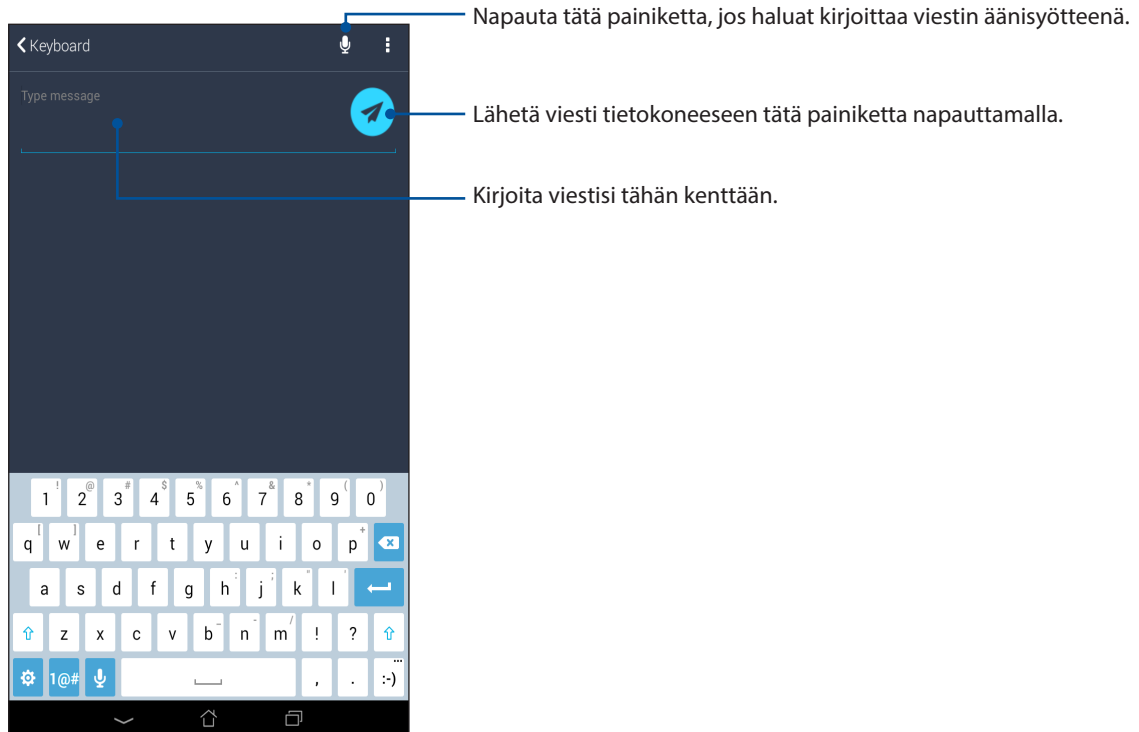 Napauta tätä painiketta, jos haluat kirjoittaa viestin äänisyötteenä.
Keyboard
Type message
Lähetä viesti tietokoneeseen tätä painiketta napauttamalla.
Kirjoita viestisi tähän kenttään.
! @ # $ % ^ & * ( )
1 2 3 4 5 6 7 8 9 0
[ ] +
q w e r t y u i o p
: ; " '
a s d f g h j k l
_ - /
z x c v b n m ! ?
1@# , . :-) ...